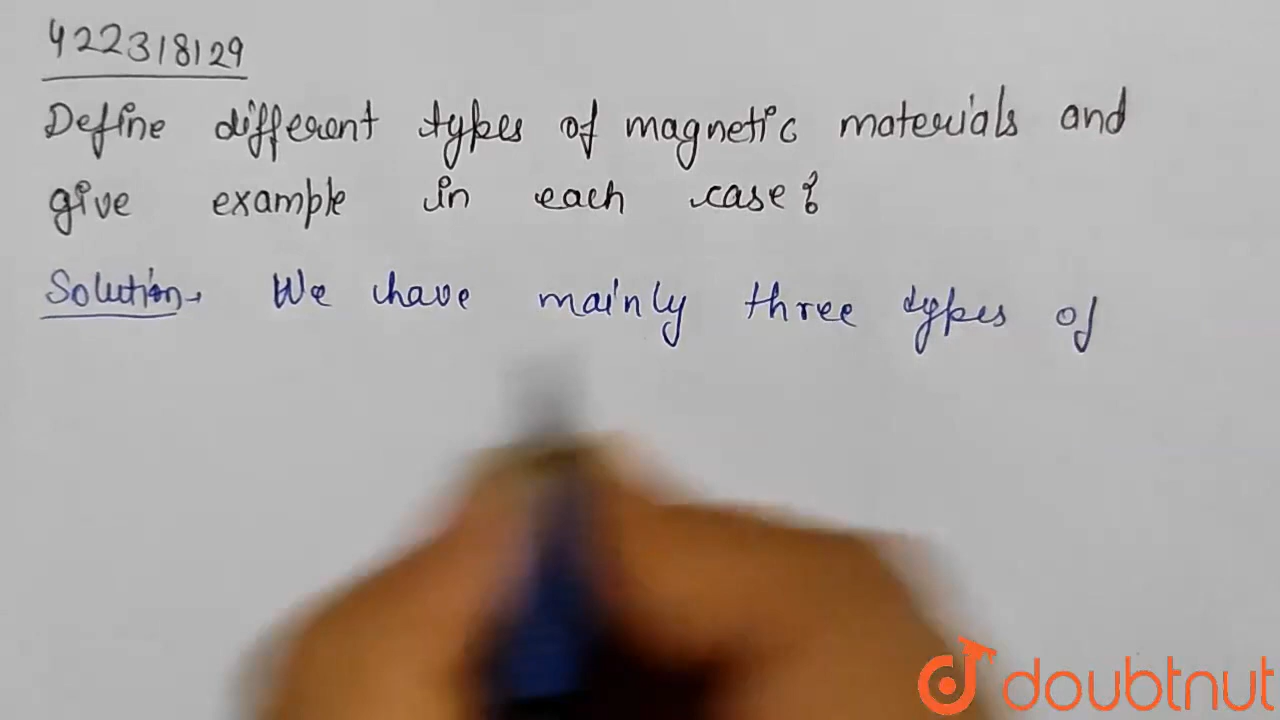 422318129
Define different types of magnetic materials and
give example in each case?
Solution. We have mainly three types of
doubtnut